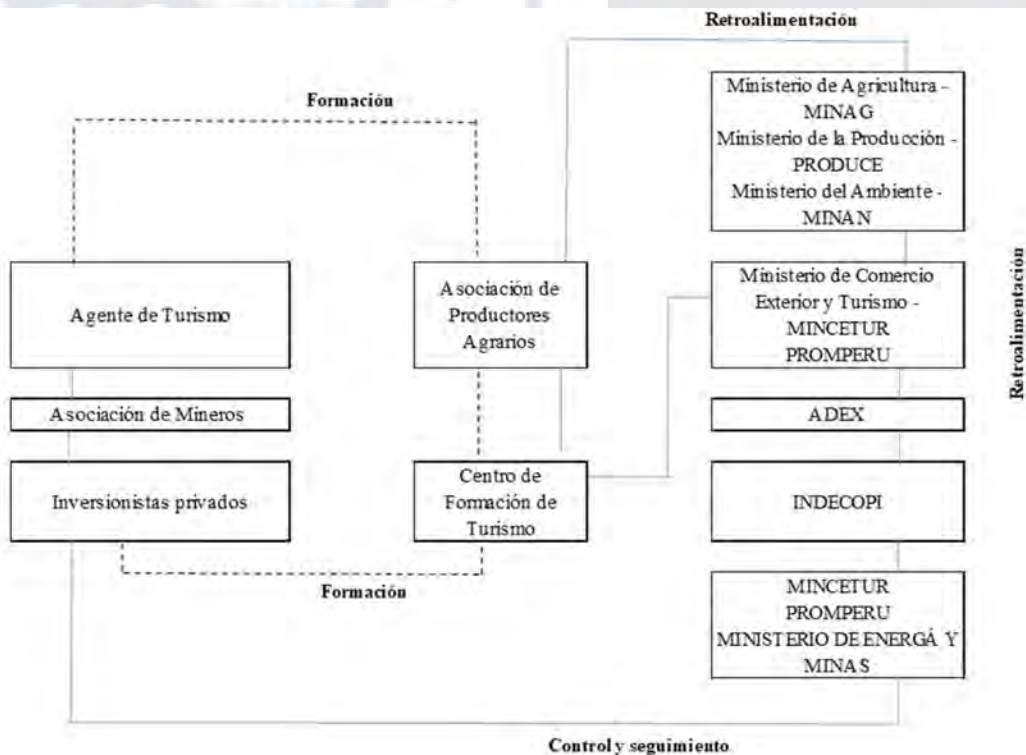 Retroalimentación
Formación
Ministerio de Agricultura -
MINAG
Ministerio de la Producción -
PRODUCE
Ministerio del Ambiente -
MINAN
Agente de Turismo
Asociación de
Productores
Agrarios
Ministerio de Comercio
Exterior y Turismo -
MINCETUR
PROMPERU
Retroalimentación
Asociación de Mineros
ADEX
Inversionistas privados
Centro de
Formación de
Turismo
INDECOPI
Formación
MINCETUR
PROMPERU
MINISTERIO DE ENERGÁ Y
MINAS
Control y seguimiento